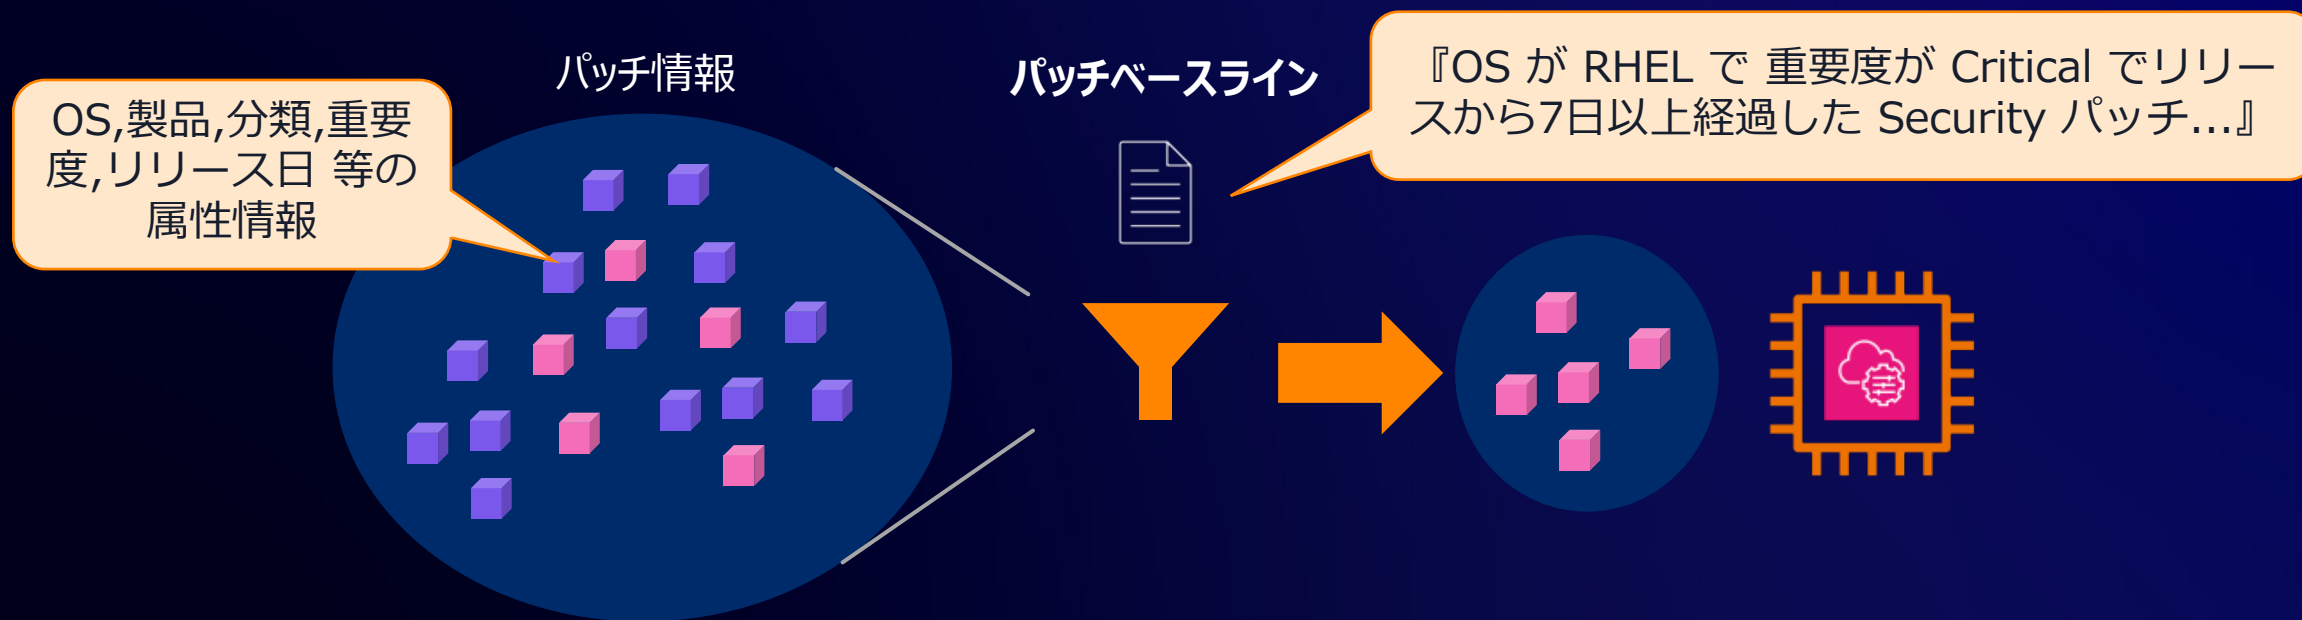 パッチ情報
OS,製品,分類,重要
度,リリース日 等の
属性情報
パッチベースライン
『OS が RHEL で 重要度が Critical でリリー
スから7日以上経過した Security パッチ...』